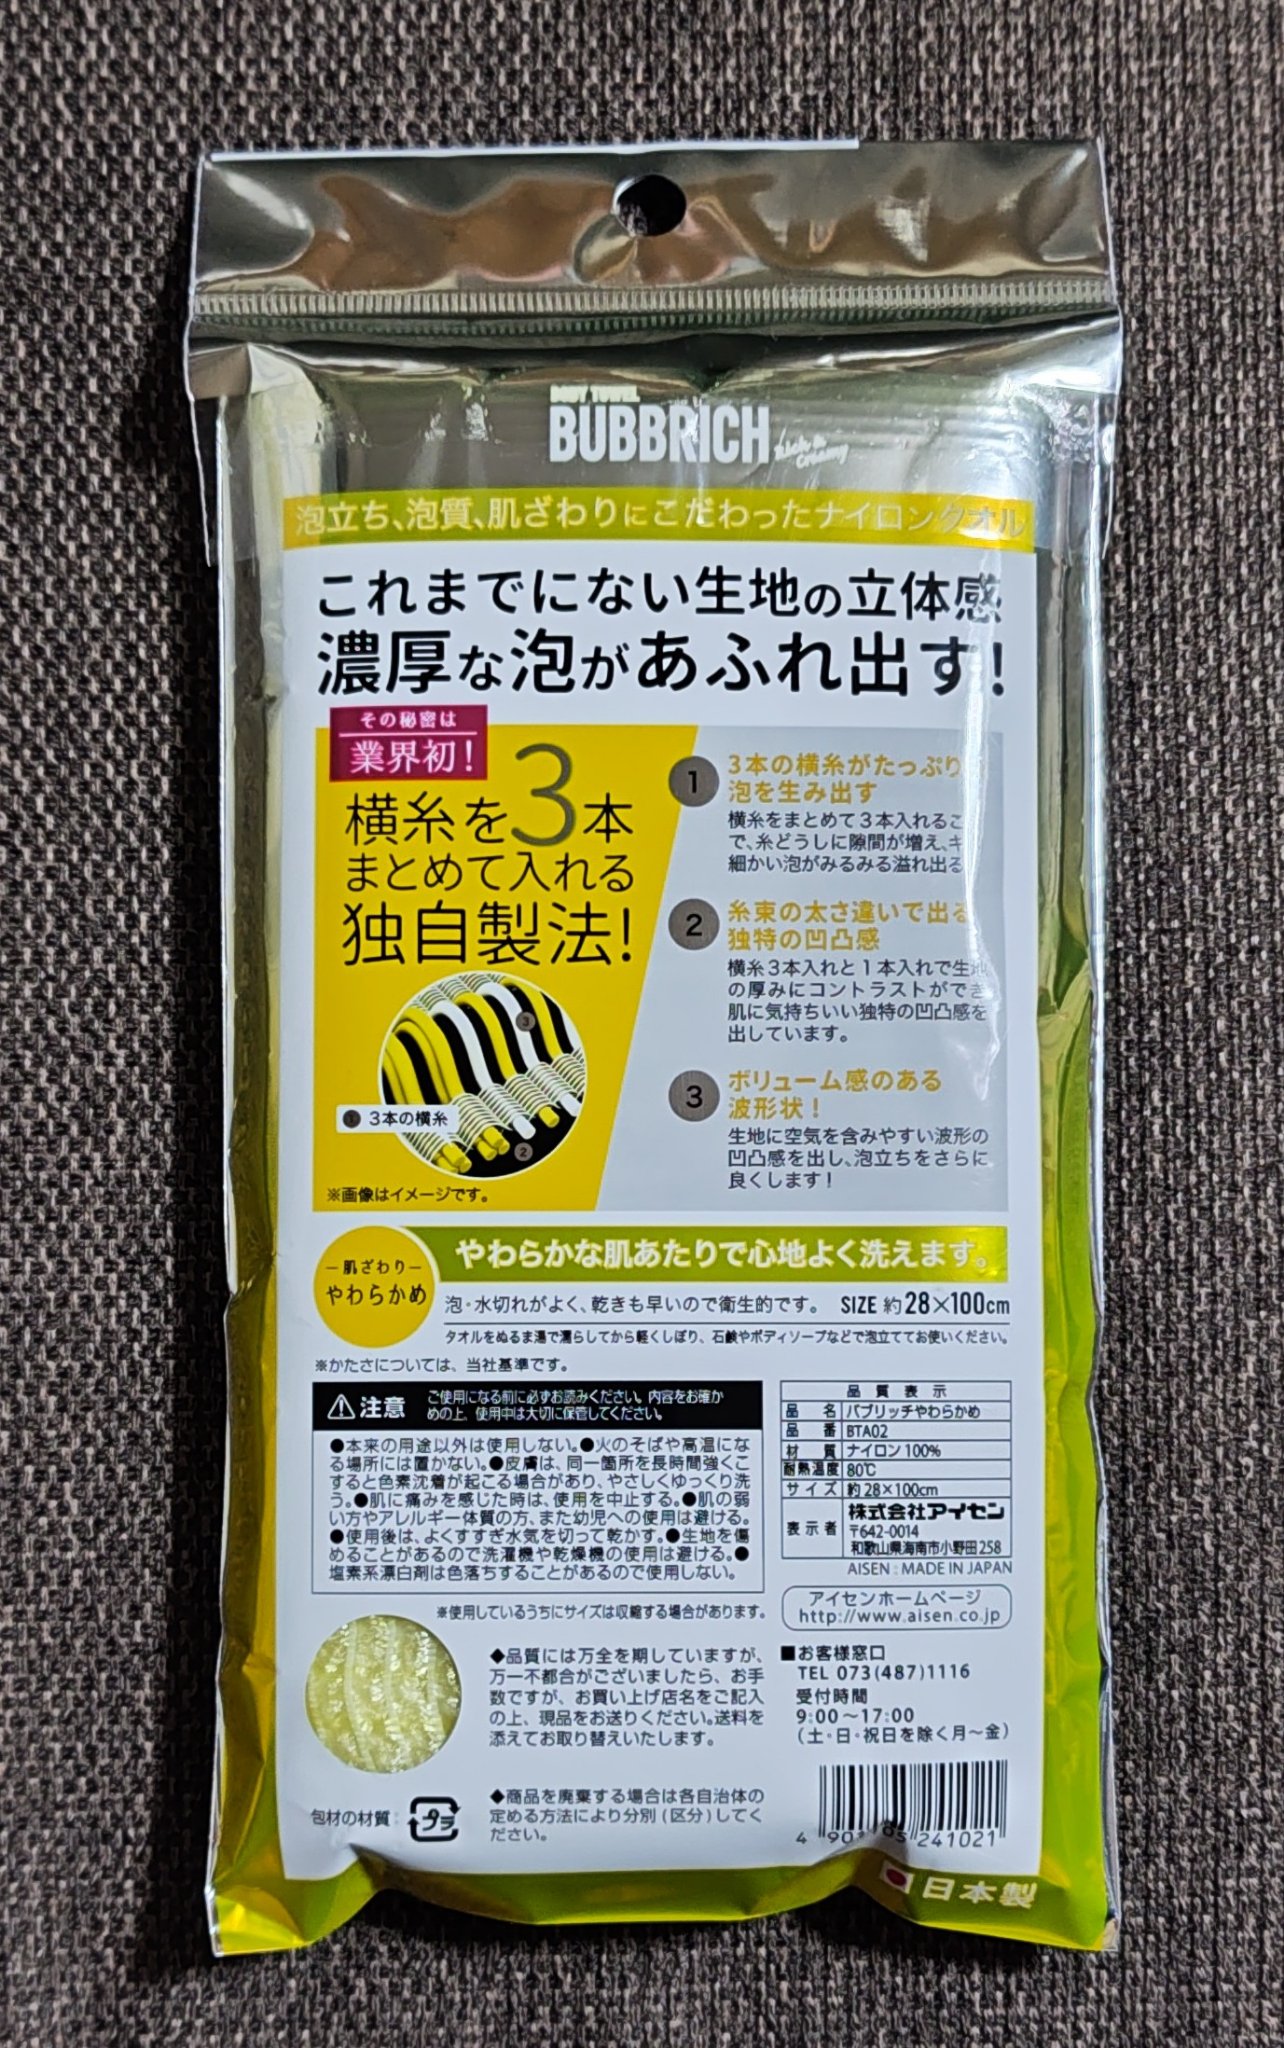 BODY TOWEL
BUBBRICH
Rich & Creamy
泡立ち、泡質、肌ざわりにこだわったナイロンタオル
これまでにない生地の立体感
濃厚な泡があふれ出す!
その秘密は
業界初!
横糸を3本
まとめて入れる
独自製法!
① 3本の横糸
3
2
※画像はイメージです。
1
3本の横糸がたっぷり
泡を生み出す
横糸をまとめて3本入れるこ
で、糸どうしに隙間が増え、キ
細かい泡がみるみる溢れ出る
2
糸束の太さ違いで出る
独特の凹凸感
横糸3本入れと1本入れで生地
の厚みにコントラストができ
肌に気持ちいい独特の凹凸感を
出しています。
3
ボリューム感のある
波形状!
生地に空気を含みやすい波形の
凹凸感を出し、泡立ちをさらに
良くします!
ー肌ざわりー
やわらかめ
やわらかな肌あたりで心地よく洗えます。
泡・水切れがよく、乾きも早いので衛生的です。 SIZE 約28×100cm
タオルをぬるま湯で濡らしてから軽くしぼり、石鹸やボディソープなどで泡立ててお使いください。
※かたさについては、当社基準です。
⚠注意 ご使用になる前に必ずお読みください。内容をお確か
めの上、使用中は大切に保管してください。
●本来の用途以外は使用しない。●火のそばや高温にな
る場所には置かない。●皮膚は、同一箇所を長時間強くこ
すると色素沈着が起こる場合があり、やさしくゆっくり洗
う。●肌に痛みを感じた時は、使用を中止する。●肌の弱
い方やアレルギー体質の方、また幼児への使用は避ける。
●使用後は、よくすすぎ水気を切って乾かす。●生地を傷
めることがあるので洗濯機や乾燥機の使用は避ける。●
塩素系漂白剤は色落ちすることがあるので使用しない。
※使用しているうちにサイズは収縮する場合があります。
品質表示
品名 バブリッチやわらかめ
品番 BTA02
材質 ナイロン100%
耐熱温度 80℃
サイズ 約28×100cm
表示者 株式会社アイセン
〒642-0014
和歌山県海南市小野田258
AISEN : MADE IN JAPAN
アイセンホームページ
http://www.aisen.co.jp
◆品質には万全を期していますが、
万一不都合がございましたら、お手
数ですが、お買い上げ店名をご記入
の上、現品をお送りください。送料を
添えてお取り替えいたします。
■お客様窓口
TEL 073(487)1116
受付時間
9:00～17:00
(土・日・祝日を除く月～金)
包材の材質: プラ
◆商品を廃棄する場合は各自治体の
定める方法により分別(区分)してく
ださい。
241021
日本製